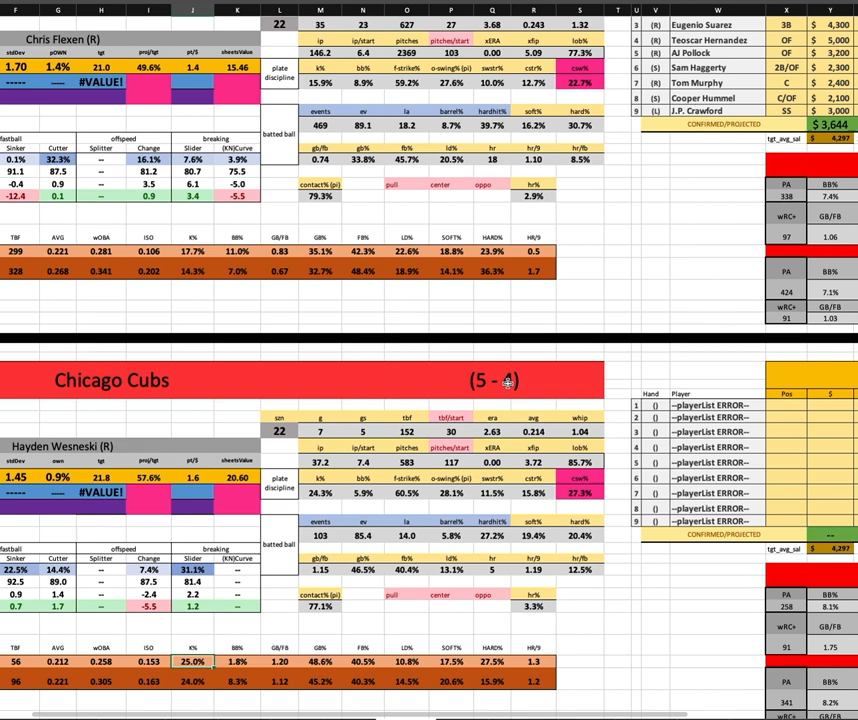 F G H I J K L M N O P Q R S T U V W X Y
22 35 23 627 27 3.68 0.243 1.32 3 (R) Eugenio Suarez 3B $ 4,300
Chris Flexen (R) ip ip/start pitches pitches/start xERA xfip lob% 4 (R) Teoscar Hernandez OF $ 5,000
stdDev pOWN tgt proj/tgt pt/$ sheetsValue 146.2 6.4 2369 103 0.00 5.09 77.3% 5 (R) AJ Pollock OF $ 3,200
1.70 1.4% 21.0 49.6% 1.4 15.46 plate discipline k% bb% f-strike% o-swing% (pi) swstr% cstr% csw% 6 (S) Sam Haggerty 2B/OF $ 2,300
----- ----- #VALUE! 15.9% 8.9% 59.2% 27.6% 10.0% 12.7% 22.7% 7 (R) Tom Murphy C $ 2,400
8 (S) Cooper Hummel C/OF $ 2,100
events ev la barrel% hardhit% soft% hard% 9 (L) J.P. Crawford SS $ 3,000
469 89.1 18.2 8.7% 39.7% 16.2% 30.7% CONFIRMED/PROJECTED $ 3,644
fastball offspeed breaking batted ball tgt_avg_sal $ 4,297
Sinker Cutter Splitter Change Slider (KN)Curve gb/fb gb% fb% ld% hr hr/9 hr/fb
0.1% 32.3% -- 16.1% 7.6% 3.9% 0.74 33.8% 45.7% 20.5% 18 1.10 8.5%
91.1 87.5 -- 81.2 80.7 75.5
-0.4 0.9 -- 3.5 6.1 -5.0 contact% (pi) pull center oppo hr% PA BB%
-12.4 0.1 -- 0.9 3.4 -5.5 79.3% 2.9% 338 7.4%
wRC+ GB/FB
TBF AVG wOBA ISO K% BB% GB/FB GB% FB% LD% SOFT% HARD% HR/9 97 1.06
299 0.221 0.281 0.106 17.7% 11.0% 0.83 35.1% 42.3% 22.6% 18.8% 23.9% 0.5
328 0.268 0.341 0.202 14.3% 7.0% 0.67 32.7% 48.4% 18.9% 14.1% 36.3% 1.7 PA BB%
424 7.1%
wRC+ GB/FB
91 1.03
Chicago Cubs (5 - 4)
Hand Player Pos $
1 () --playerList ERROR--
szn g gs tbf tbf/start era avg whip 2 () --playerList ERROR--
22 7 5 152 30 2.63 0.214 1.04 3 () --playerList ERROR--
Hayden Wesneski (R) ip ip/start pitches pitches/start xERA xfip lob% 4 () --playerList ERROR--
stdDev own tgt proj/tgt pt/$ sheetsValue 37.2 7.4 583 117 0.00 3.72 85.7% 5 () --playerList ERROR--
1.45 0.9% 21.8 57.6% 1.6 20.60 plate discipline k% bb% f-strike% o-swing% (pi) swstr% cstr% csw% 6 () --playerList ERROR--
----- ----- #VALUE! 24.3% 5.9% 60.5% 28.1% 11.5% 15.8% 27.3% 7 () --playerList ERROR--
8 () --playerList ERROR--
events ev la barrel% hardhit% soft% hard% 9 () --playerList ERROR--
103 85.4 14.0 5.8% 27.2% 19.4% 20.4% CONFIRMED/PROJECTED --
fastball offspeed breaking batted ball tgt_avg_sal $ 4,297
Sinker Cutter Splitter Change Slider (KN)Curve gb/fb gb% fb% ld% hr hr/9 hr/fb
22.5% 14.4% -- 7.4% 31.1% -- 1.15 46.5% 40.4% 13.1% 5 1.19 12.5%
92.5 89.0 -- 87.5 81.4 --
0.9 1.4 -- -2.4 2.2 -- contact% (pi) pull center oppo hr% PA BB%
0.7 1.7 -- -5.5 1.2 -- 77.1% 3.3% 258 8.1%
wRC+ GB/FB
TBF AVG wOBA ISO K% BB% GB/FB GB% FB% LD% SOFT% HARD% HR/9 91 1.75
56 0.212 0.258 0.153 25.0% 1.8% 1.20 48.6% 40.5% 10.8% 17.5% 27.5% 1.3
96 0.221 0.305 0.163 24.0% 8.3% 1.12 45.2% 40.3% 14.5% 20.6% 15.9% 1.2 PA BB%
341 8.2%
wRC+ GB/FB